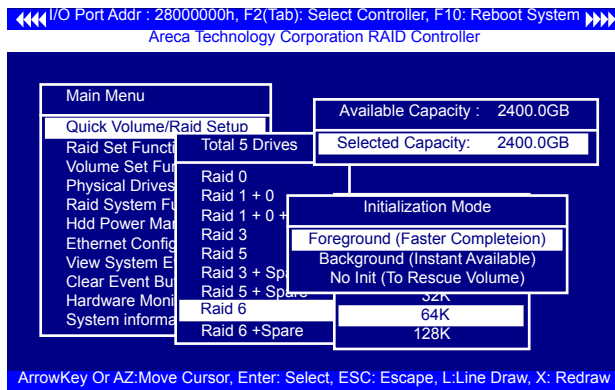 I/O Port Addr : 28000000h, F2(Tab): Select Controller, F10: Reboot System
Areca Technology Corporation RAID Controller
Main Menu
Quick Volume/Raid Setup
Raid Set Functi
Volume Set Fun
Physical Drives
Raid System Fu
Hdd Power Man
Ethernet Config
View System E
Clear Event Bu
Hardware Moni
System informa
Total 5 Drives
Raid 0
Raid 1 + 0
Raid 1 + 0 +
Raid 3
Raid 5
Raid 3 + Spa
Raid 5 + Spare
Raid 6
Raid 6 +Spare
Available Capacity : 2400.0GB
Selected Capacity: 2400.0GB
Initialization Mode
Foreground (Faster Completeion)
Background (Instant Available)
No Init (To Rescue Volume)
32K
64K
128K
ArrowKey Or AZ:Move Cursor, Enter: Select, ESC: Escape, L:Line Draw, X: Redraw